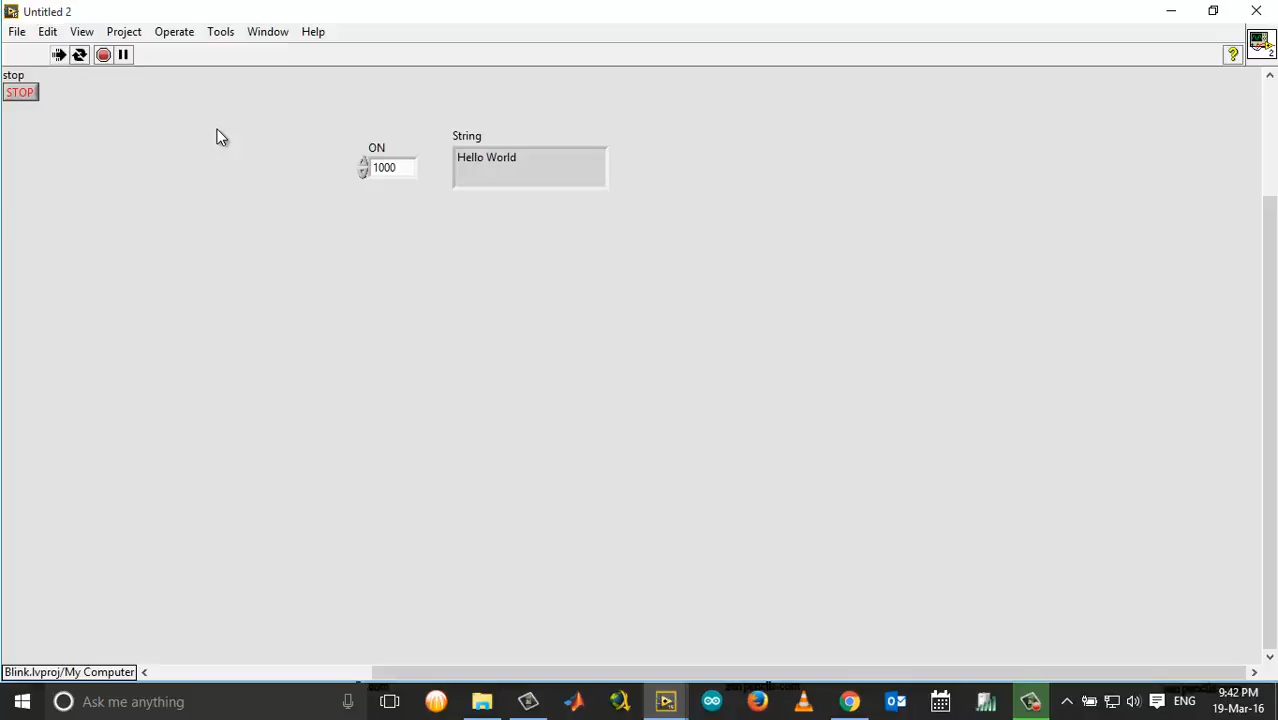 Untitled 2
File Edit View Project Operate Tools Window Help
?
2
stop
STOP
ON
1000
String
Hello World
Blink.lvproj/My Computer
Ask me anything
ENG
9:42 PM
19-Mar-16